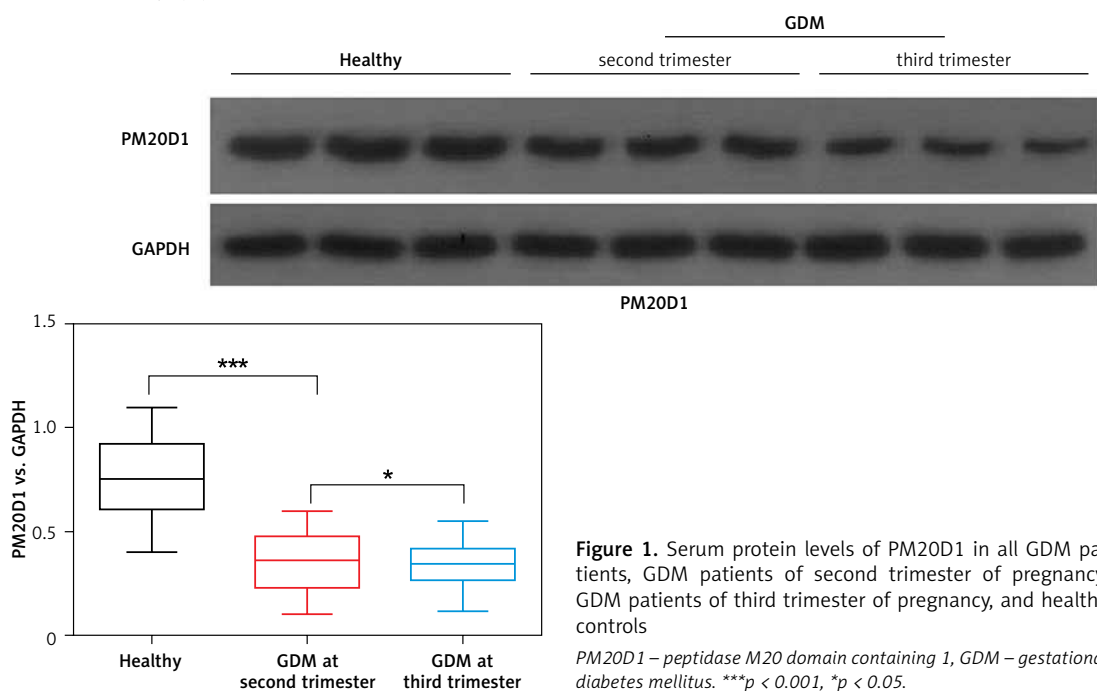 GDM
Healthy
second trimester
third trimester
PM20D1
GAPDH
PM20D1
1.5
1.0
0.5
0
PM20D1 vs. GAPDH
***
*
Healthy
GDM at
second trimester
GDM at
third trimester
Figure 1. Serum protein levels of PM20D1 in all GDM pa
tients, GDM patients of second trimester of pregnancy
GDM patients of third trimester of pregnancy, and health
controls
PM20D1 – peptidase M20 domain containing 1, GDM – gestationa
diabetes mellitus. ***p < 0.001, *p < 0.05.